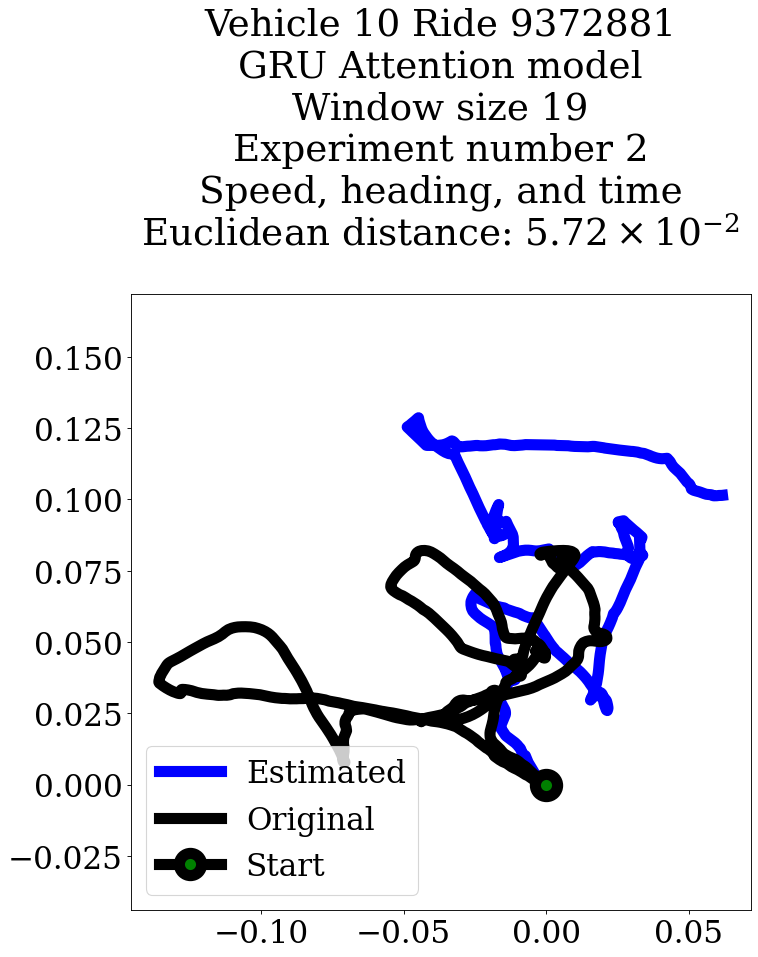 Vehicle 10 Ride 9372881
GRU Attention model
Window size 19
Experiment number 2
Speed, heading, and time
Euclidean distance: 5.72 × 10⁻²
0.150
0.125
0.100
0.075
0.050
0.025
0.000
−0.025
Estimated
Original
Start
−0.10 −0.05 0.00 0.05